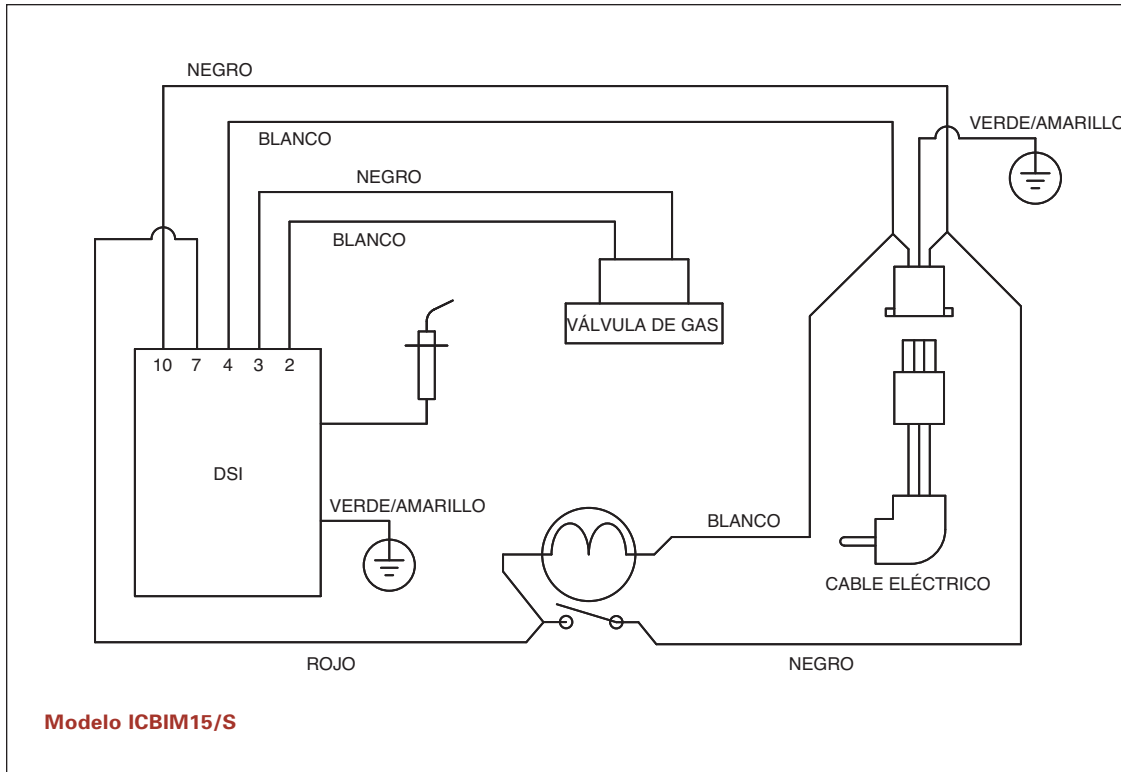 NEGRO
VERDE/AMARILLO
BLANCO
NEGRO
BLANCO
VÁLVULA DE GAS
10 7 4 3 2
DSI
VERDE/AMARILLO
BLANCO
CABLE ELÉCTRICO
ROJO
NEGRO
Modelo ICBIM15/S